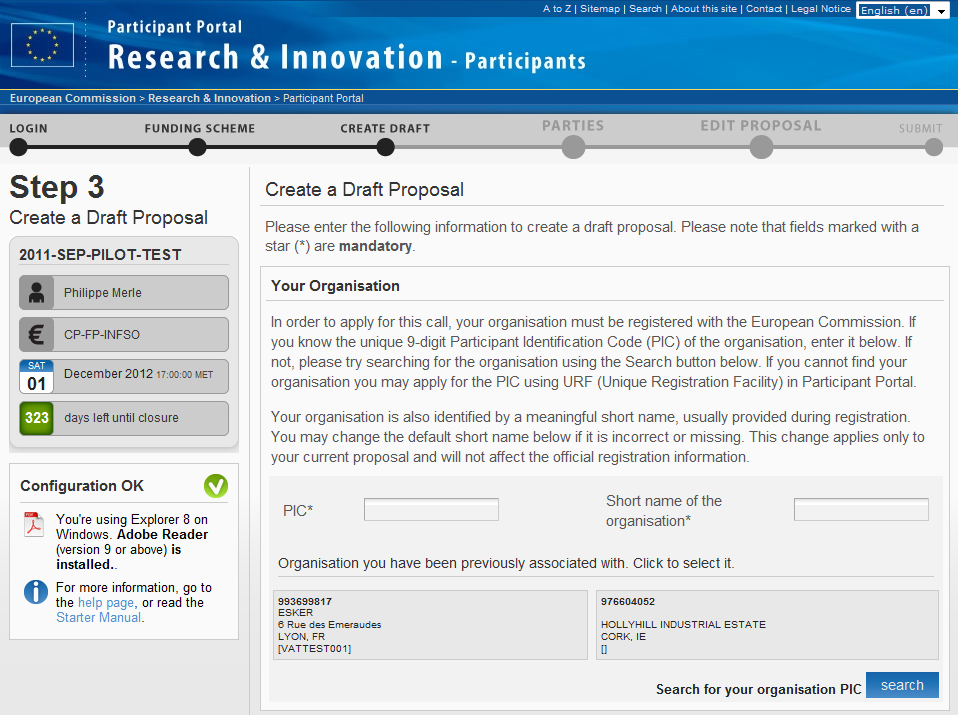 A to Z | Sitemap | Search | About this site | Contact | Legal Notice English (en)
Participant Portal
Research & Innovation - Participants
European Commission > Research & Innovation > Participant Portal
LOGIN FUNDING SCHEME CREATE DRAFT PARTIES EDIT PROPOSAL SUBMIT
Step 3
Create a Draft Proposal
2011-SEP-PILOT-TEST
Philippe Merle
€ CP-FP-INFSO
SAT
01 December 2012 17:00:00 MET
323 days left until closure
Configuration OK
You're using Explorer 8 on
Windows. Adobe Reader
(version 9 or above) is
installed..
For more information, go to
the help page, or read the
Starter Manual.
Create a Draft Proposal
Please enter the following information to create a draft proposal. Please note that fields marked with a
star (*) are mandatory.
Your Organisation
In order to apply for this call, your organisation must be registered with the European Commission. If
you know the unique 9-digit Participant Identification Code (PIC) of the organisation, enter it below. If
not, please try searching for the organisation using the Search button below. If you cannot find your
organisation you may apply for the PIC using URF (Unique Registration Facility) in Participant Portal.
Your organisation is also identified by a meaningful short name, usually provided during registration.
You may change the default short name below if it is incorrect or missing. This change applies only to
your current proposal and will not affect the official registration information.
PIC*
Short name of the
organisation*
Organisation you have been previously associated with. Click to select it.
993699817
ESKER
6 Rue des Emeraudes
LYON, FR
[VATTEST001]
976604052
HOLLYHILL INDUSTRIAL ESTATE
CORK, IE
[]
Search for your organisation PIC search